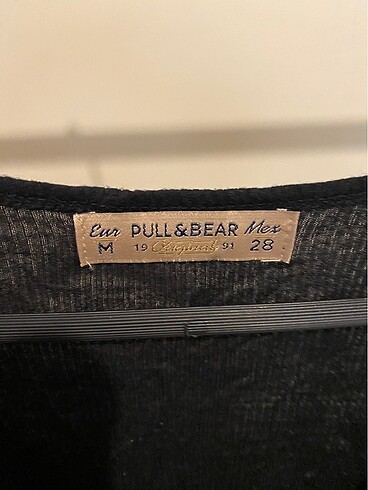 Eur PULL&BEAR Mex
M 19 Original 91 28